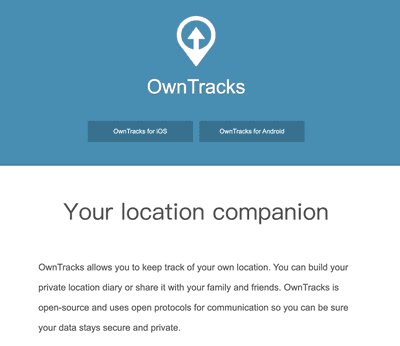 OwnTracks
OwnTracks for iOS
OwnTracks for Android
Your location companion
OwnTracks allows you to keep track of your own location. You can build your
private location diary or share it with your family and friends. OwnTracks is
open-source and uses open protocols for communication so you can be sure
your data stays secure and private.